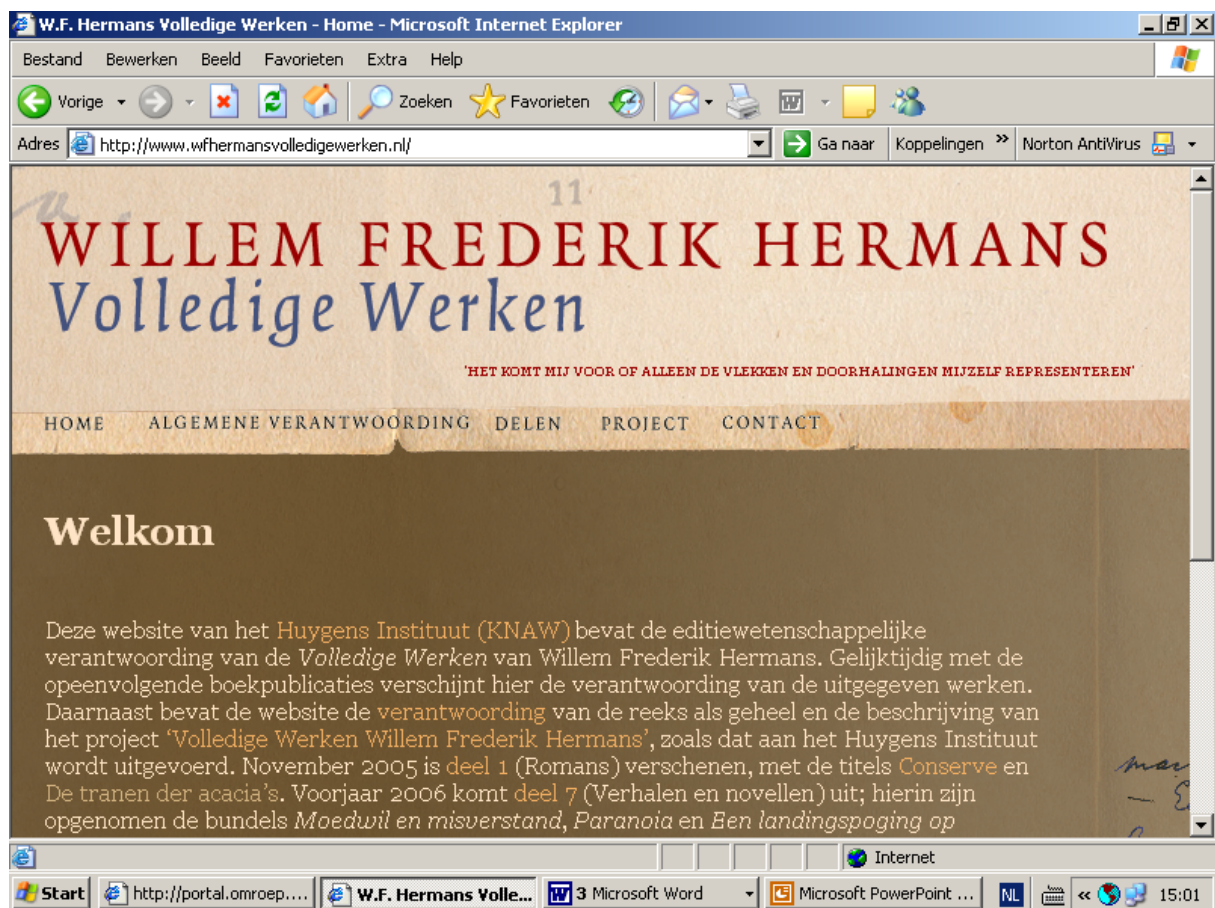 W.F. Hermans Volledige Werken - Home - Microsoft Internet Explorer
Bestand Bewerken Beeld Favorieten Extra Help
Vorige Zoeken Favorieten
Adres http://www.wfhermansvolledigewerken.nl/ Ga naar Koppelingen » Norton AntiVirus
11
WILLEM FREDERIK HERMANS
Volledige Werken
'HET KOMT MIJ VOOR OF ALLEEN DE VLEKKEN EN DOORHALINGEN MIJZELF REPRESENTEREN'
HOME ALGEMENE VERANTWOORDING DELEN PROJECT CONTACT
Welkom
Deze website van het Huygens Instituut (KNAW) bevat de editiewetenschappelijke
verantwoording van de Volledige Werken van Willem Frederik Hermans. Gelijktijdig met de
opeenvolgende boekpublicaties verschijnt hier de verantwoording van de uitgegeven werken.
Daarnaast bevat de website de verantwoording van de reeks als geheel en de beschrijving van
het project 'Volledige Werken Willem Frederik Hermans', zoals dat aan het Huygens Instituut
wordt uitgevoerd. November 2005 is deel 1 (Romans) verschenen, met de titels Conserve en
De tranen der acacia's. Voorjaar 2006 komt deel 7 (Verhalen en novellen) uit; hierin zijn
opgenomen de bundels Moedwil en misverstand, Paranoia en Een landingspoging op
Internet
Start http://portal.omroep.... W.F. Hermans Volle... 3 Microsoft Word Microsoft PowerPoint ... NL « 15:01